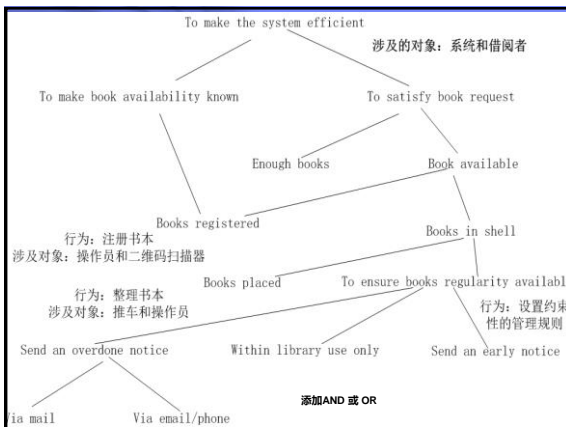 To make the system efficient
涉及的对象：系统和借阅者
To make book availability known
To satisfy book request
Enough books
Book available
Books registered
行为：注册书本
涉及对象：操作员和二维码扫描器
Books in shell
Books placed
To ensure books regularity availabl
行为：整理书本
涉及对象：推车和操作员
行为：设置约束
性的管理规则
Send an overdone notice
Within library use only
Send an early notice
添加AND 或 OR
Via mail
Via email/phone